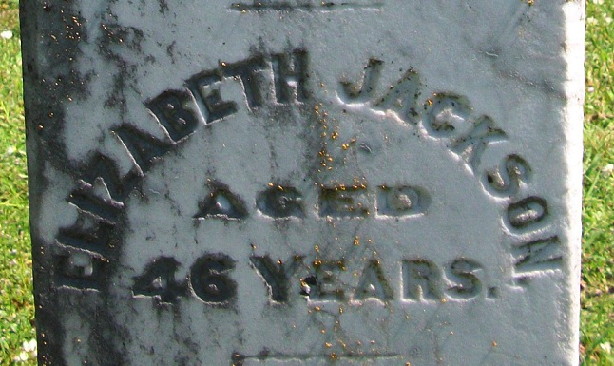 ELIZABETH JACKSON.
AGED
46 YEARS.